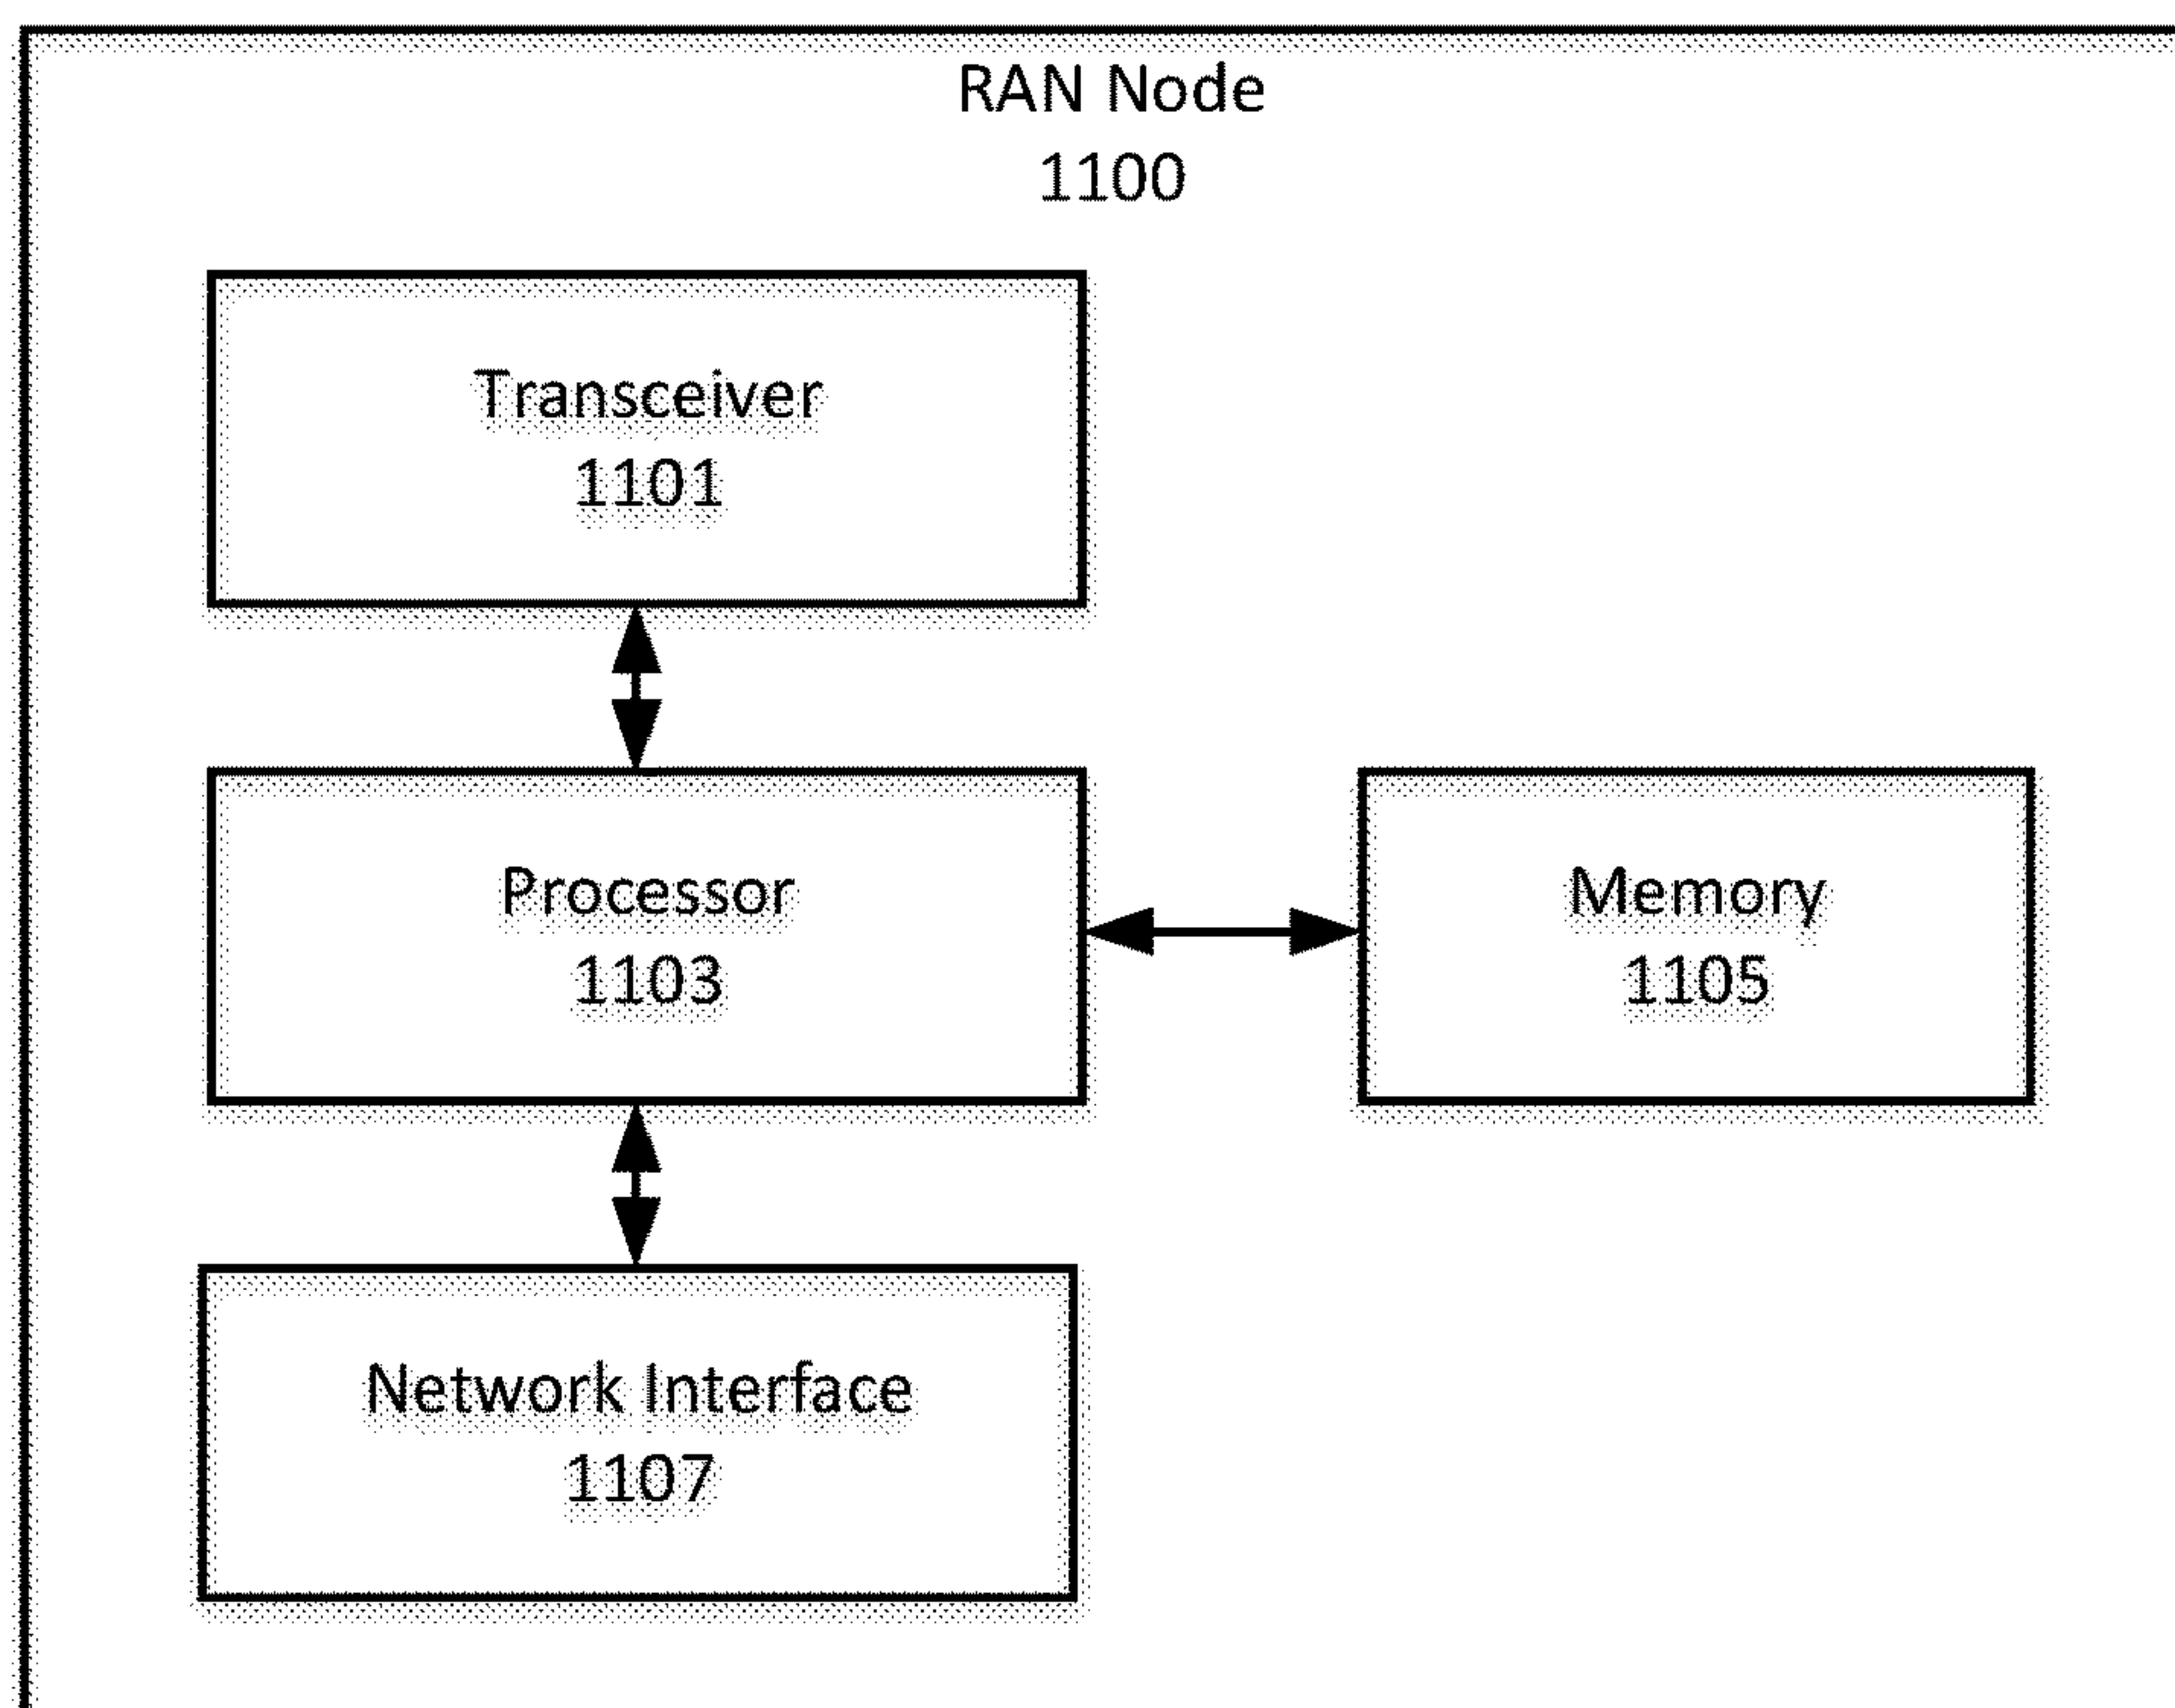 RAN Node
1100
Transceiver
1101
Processor
1103
Memory
1105
Network Interface
1107